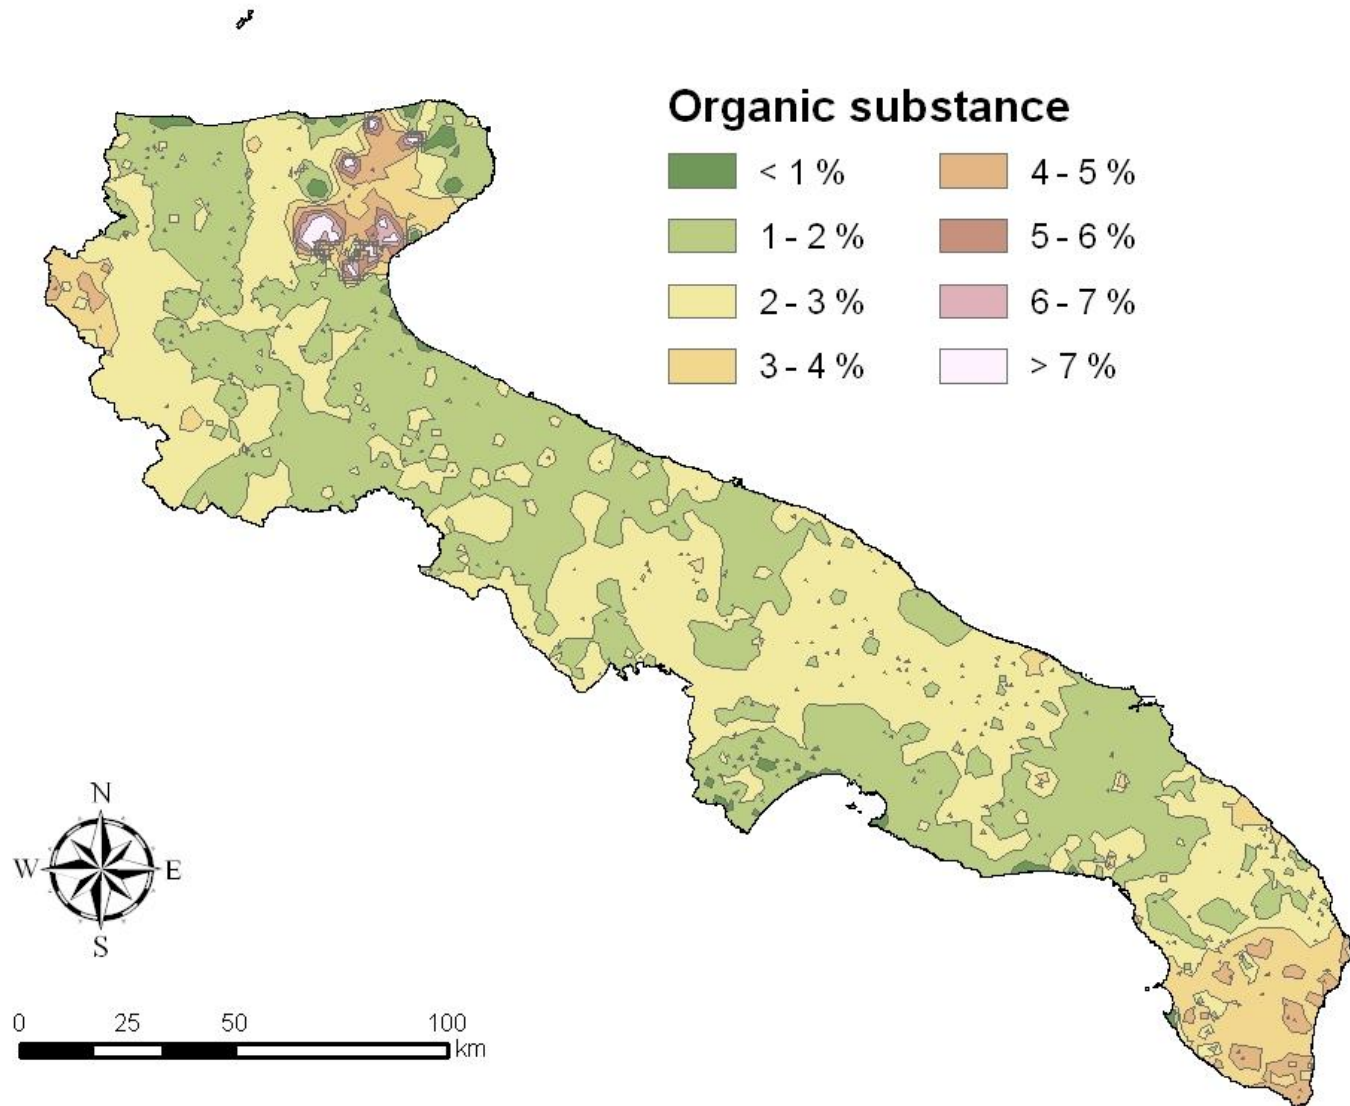 Organic substance
< 1 %
4 - 5 %
1 - 2 %
5 - 6 %
2 - 3 %
6 - 7 %
3 - 4 %
> 7 %
N
W E
S
0 25 50 100
km